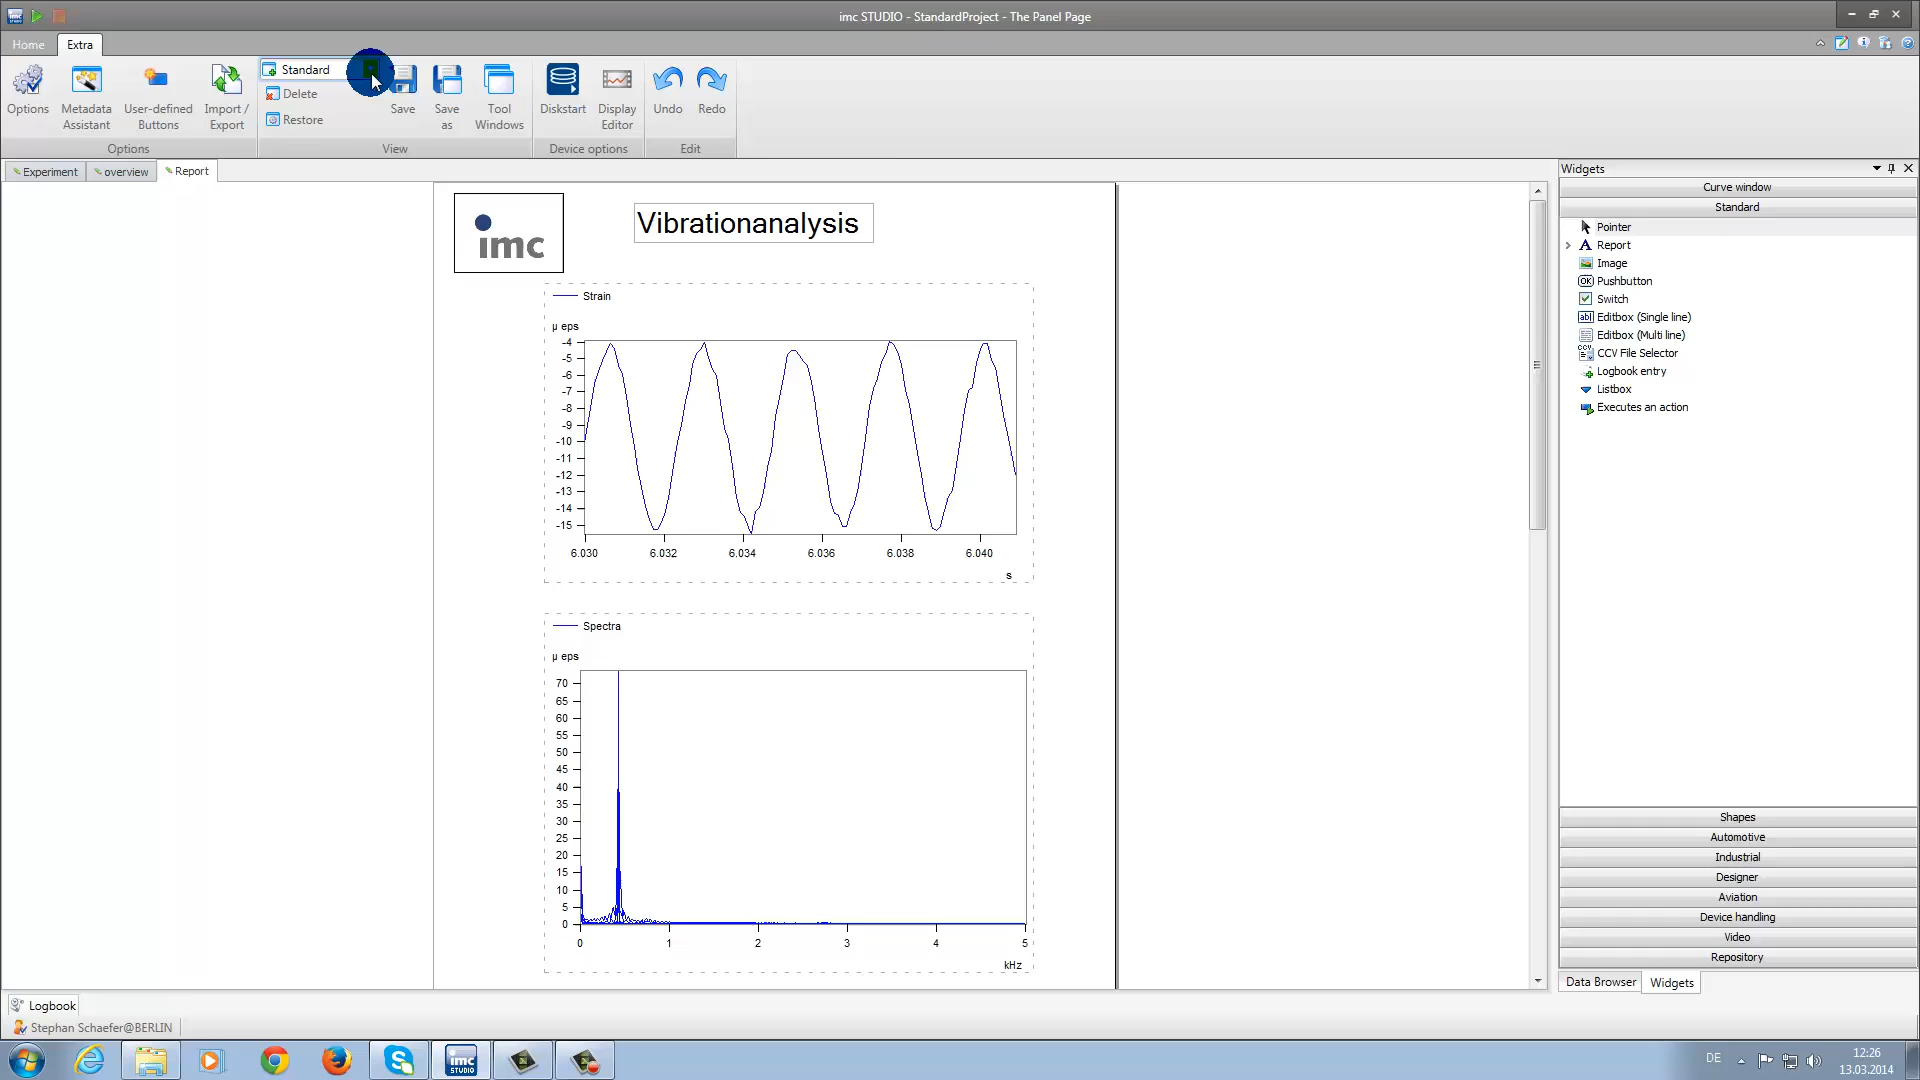 imc STUDIO - StandardProject - The Panel Page
Home
Extra
Options
Metadata Assistant
User-defined Buttons
Import / Export
Options
Standard
Delete
Restore
Save
Save as
Tool Windows
View
Diskstart
Display Editor
Device options
Undo
Redo
Edit
Experiment
overview
Report
imc
Vibrationanalysis
Strain
µ eps
-4
-5
-6
-7
-8
-9
-10
-11
-12
-13
-14
-15
6.030 6.032 6.034 6.036 6.038 6.040
s
Spectra
µ eps
70
65
60
55
50
45
40
35
30
25
20
15
10
5
0
0 1 2 3 4 5
kHz
Widgets
Curve window
Standard
Pointer
Report
Image
Pushbutton
Switch
Editbox (Single line)
Editbox (Multi line)
CCV File Selector
Logbook entry
Listbox
Executes an action
Shapes
Automotive
Industrial
Designer
Aviation
Device handling
Video
Repository
Data Browser
Widgets
Logbook
Stephan Schaefer@BERLIN
imc
STUDIO
DE
12:26
13.03.2014